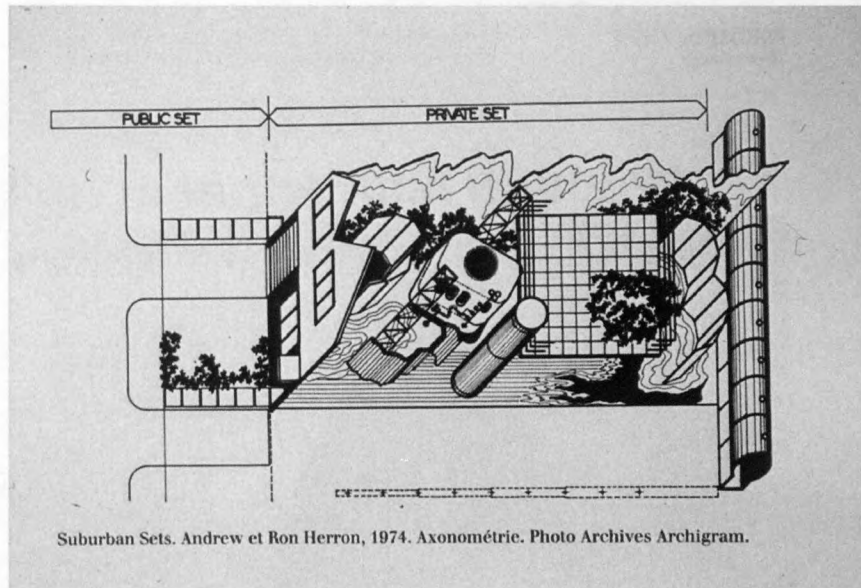 PUBLIC SET
PRIVATE SET
Suburban Sets. Andrew et Ron Herron, 1974. Axonométrie. Photo Archives Archigram.